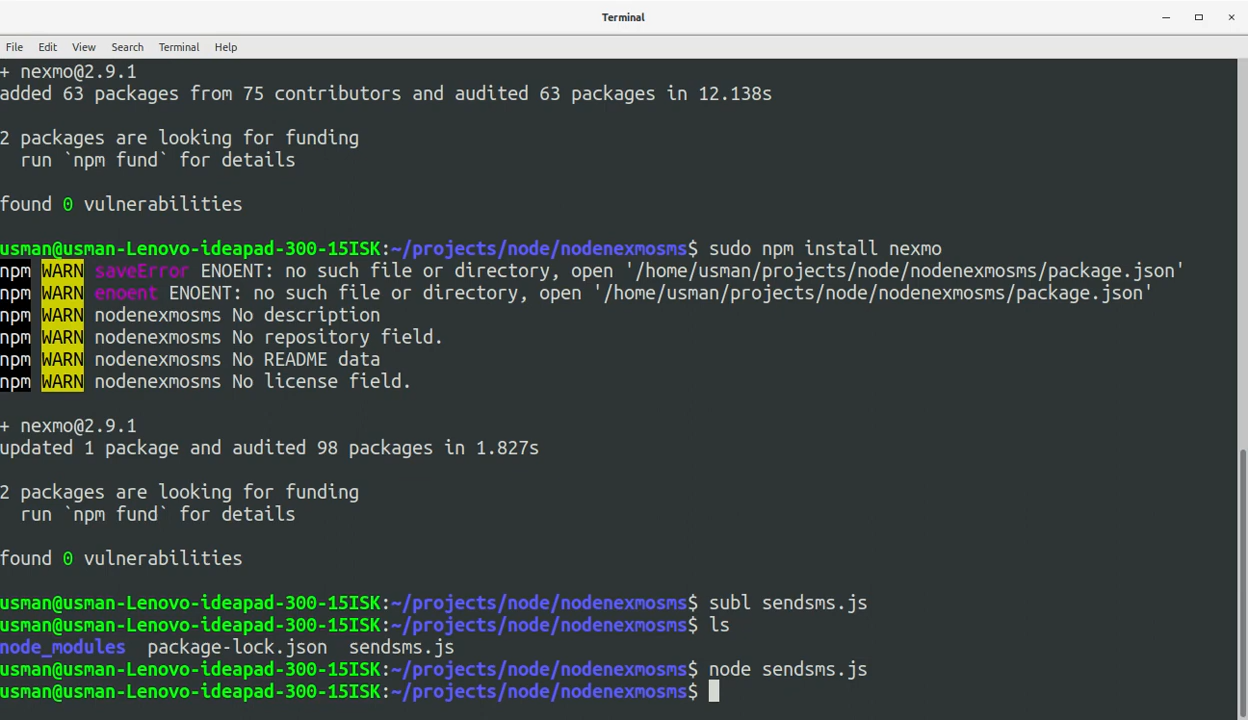 Terminal
File Edit View Search Terminal Help
+ nexmo@2.9.1
added 63 packages from 75 contributors and audited 63 packages in 12.138s
2 packages are looking for funding
  run `npm fund` for details
found 0 vulnerabilities
usman@usman-Lenovo-ideapad-300-15ISK:~/projects/node/nodenexmosms$ sudo npm install nexmo
npm WARN saveError ENOENT: no such file or directory, open '/home/usman/projects/node/nodenexmosms/package.json'
npm WARN enoent ENOENT: no such file or directory, open '/home/usman/projects/node/nodenexmosms/package.json'
npm WARN nodenexmosms No description
npm WARN nodenexmosms No repository field.
npm WARN nodenexmosms No README data
npm WARN nodenexmosms No license field.
+ nexmo@2.9.1
updated 1 package and audited 98 packages in 1.827s
2 packages are looking for funding
  run `npm fund` for details
found 0 vulnerabilities
usman@usman-Lenovo-ideapad-300-15ISK:~/projects/node/nodenexmosms$ subl sendsms.js
usman@usman-Lenovo-ideapad-300-15ISK:~/projects/node/nodenexmosms$ ls
node_modules  package-lock.json  sendsms.js
usman@usman-Lenovo-ideapad-300-15ISK:~/projects/node/nodenexmosms$ node sendsms.js
usman@usman-Lenovo-ideapad-300-15ISK:~/projects/node/nodenexmosms$